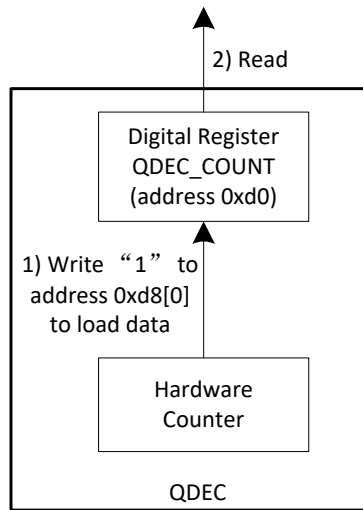 2) Read
Digital Register
QDEC_COUNT
(address 0xd0)
1) Write “1” to
address 0xd8[0]
to load data
Hardware
Counter
QDEC